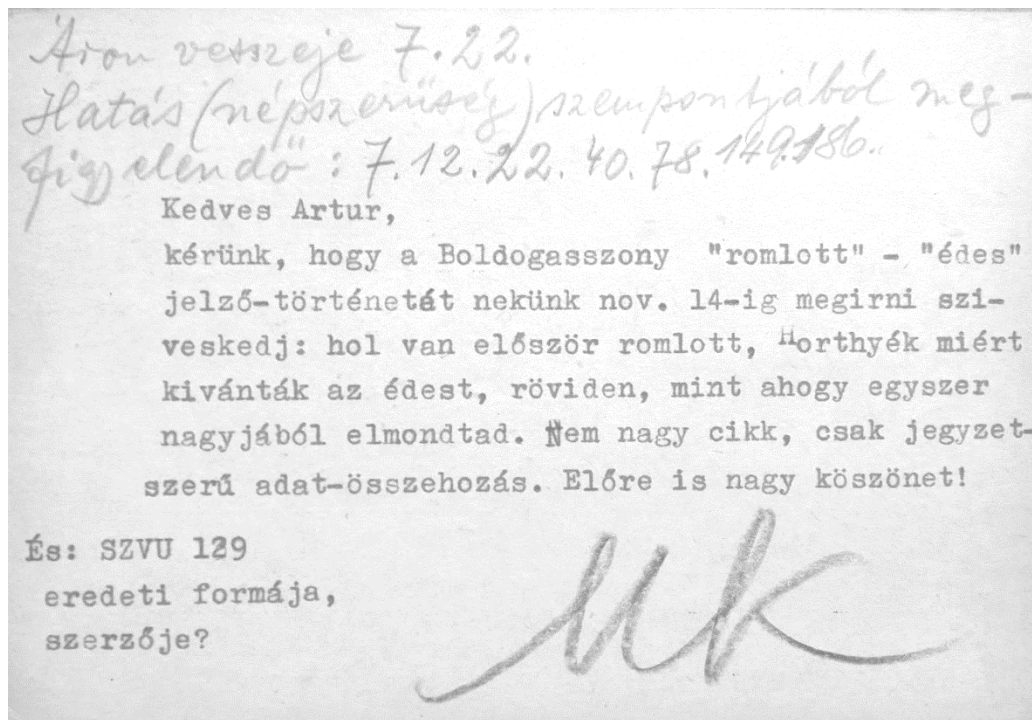 Áron vesszeje 7.22.
Hatás (népszerűség) szempontjából meg-
figyelendő: 7.12.22.40.78.149.186.
Kedves Artur,
kérünk, hogy a Boldogasszony "romlott" - "édes"
jelző-történetát nekünk nov. 14-ig megirni szi-
veskedj: hol van először romlott, Horthyék miért
kivánták az édest, röviden, mint ahogy egyszer
nagyjából elmondtad. Nem nagy cikk, csak jegyzet-
szerű adat-összehozás. Előre is nagy köszönet!
És: SZVU 129
eredeti formája,
szerzője?
UK